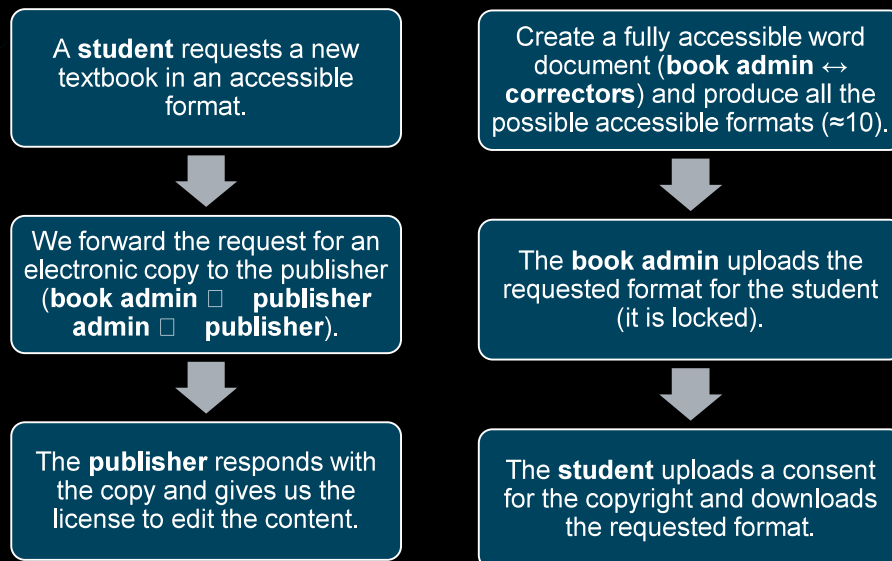 A student requests a new
textbook in an accessible
format.
We forward the request for an
electronic copy to the publisher
(book admin □ publisher
admin □ publisher).
The publisher responds with
the copy and gives us the
license to edit the content.
Create a fully accessible word
document (book admin ↔
correctors) and produce all the
possible accessible formats (≈10).
The book admin uploads the
requested format for the student
(it is locked).
The student uploads a consent
for the copyright and downloads
the requested format.